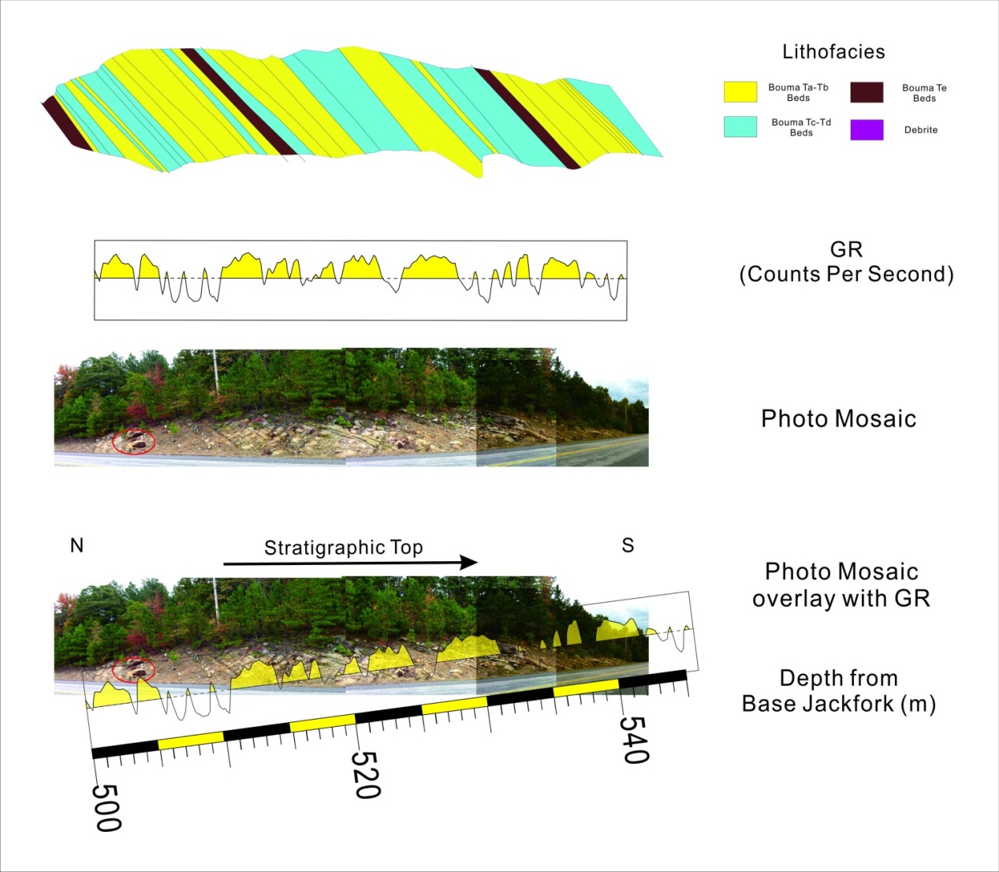 Lithofacies
Bouma Ta-Tb
Beds
Bouma Te
Beds
Bouma Tc-Td
Beds
Debrite
GR
(Counts Per Second)
Photo Mosaic
N
Stratigraphic Top
S
Photo Mosaic
overlay with GR
Depth from
Base Jackfork (m)
540
520
500